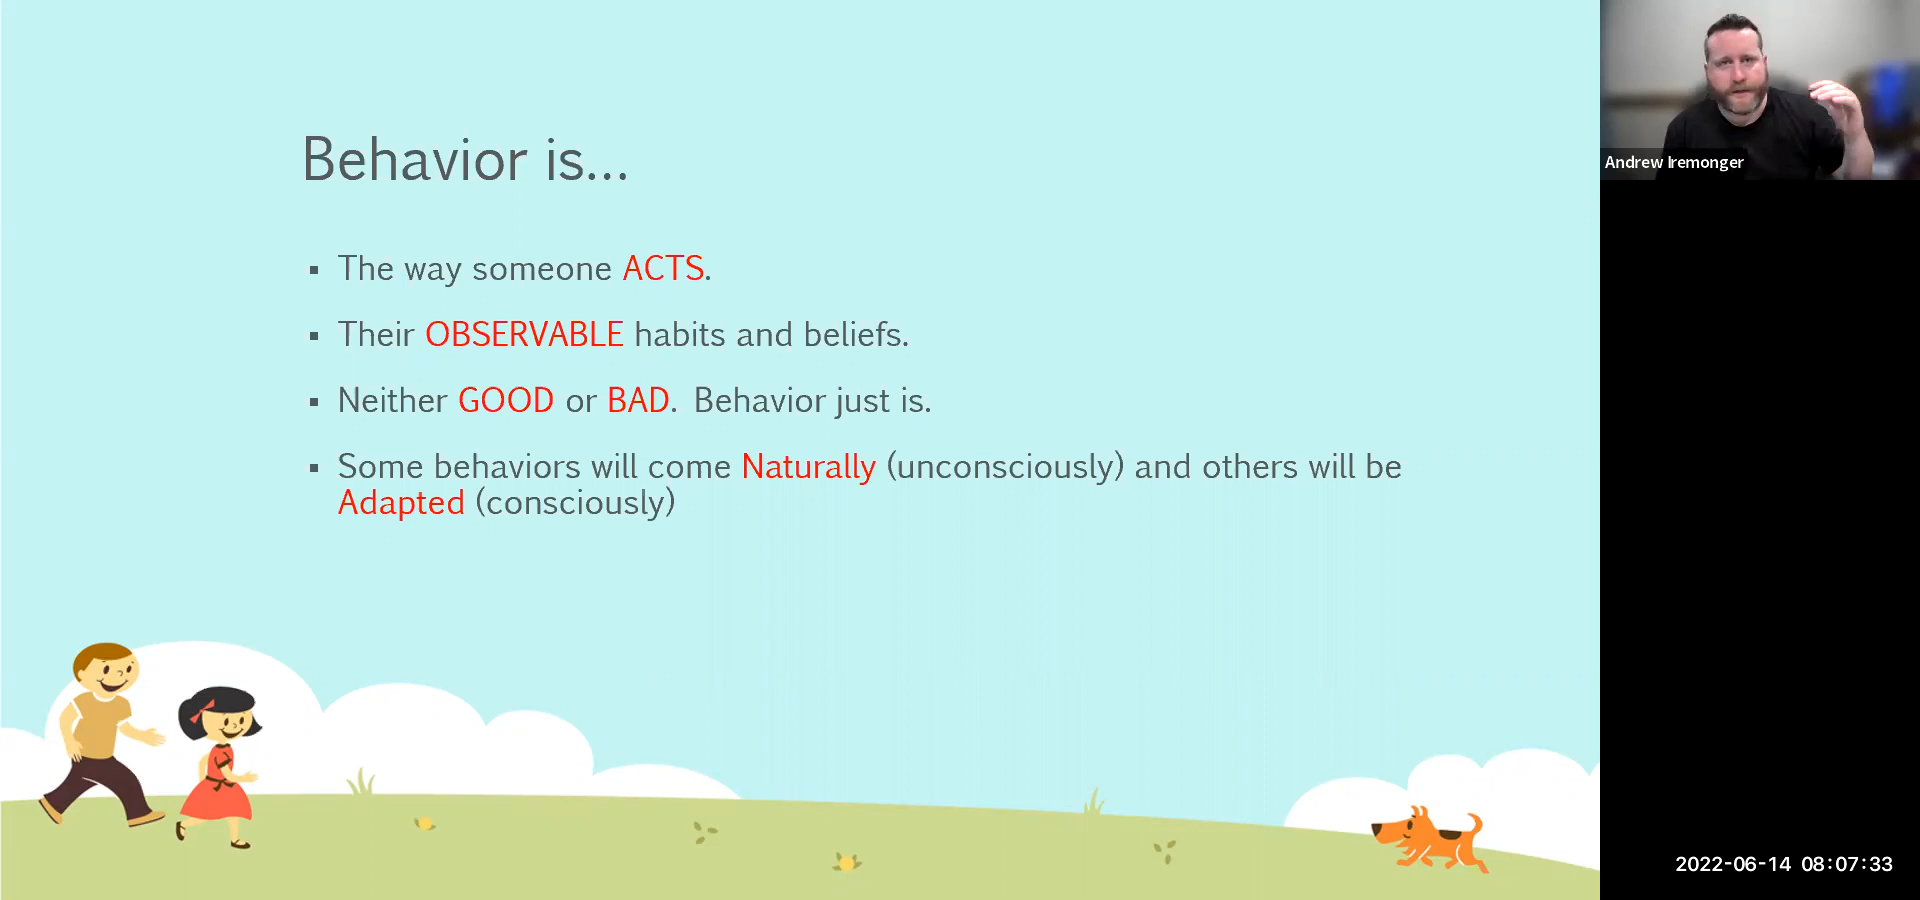 Behavior is...
▪ The way someone ACTS.
▪ Their OBSERVABLE habits and beliefs.
▪ Neither GOOD or BAD.  Behavior just is.
▪ Some behaviors will come Naturally (unconsciously) and others will be
Adapted (consciously)
Andrew Iremonger
2022-06-14 08:07:33